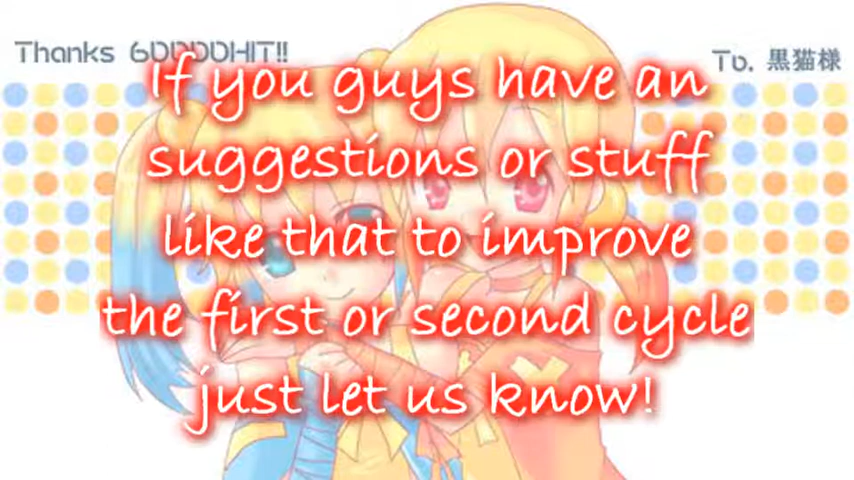 Thanks 60000HIT!!
To. 黒猫様
If you guys have an
suggestions or stuff
like that to improve
the first or second cycle
just let us know!